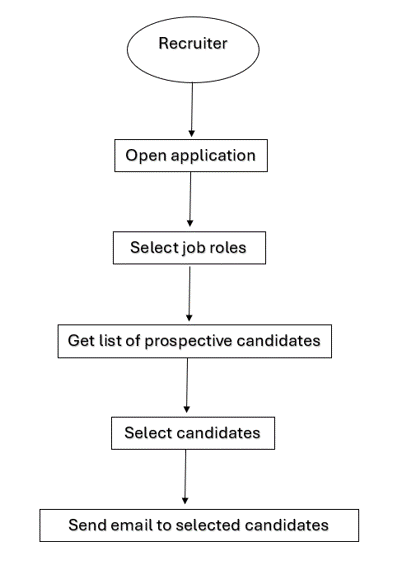 Recruiter
Open application
Select job roles
Get list of prospective candidates
Select candidates
Send email to selected candidates